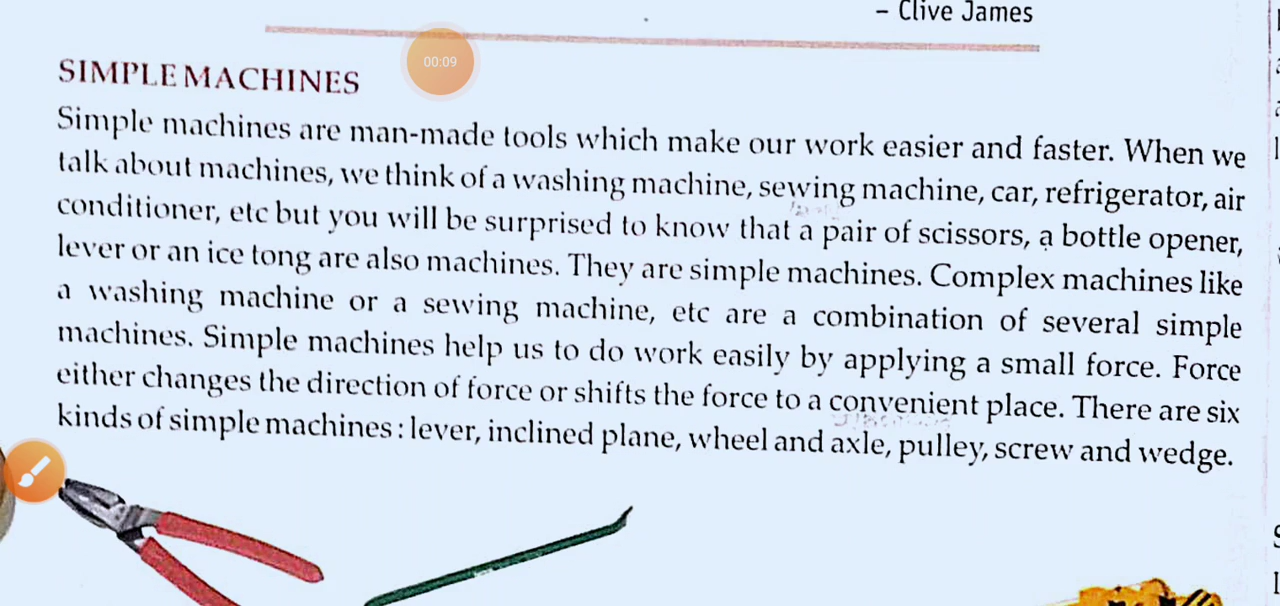 – Clive James
00:09
SIMPLE MACHINES
Simple machines are man-made tools which make our work easier and faster. When we
talk about machines, we think of a washing machine, sewing machine, car, refrigerator, air
conditioner, etc but you will be surprised to know that a pair of scissors, a bottle opener,
lever or an ice tong are also machines. They are simple machines. Complex machines like
a washing machine or a sewing machine, etc are a combination of several simple
machines. Simple machines help us to do work easily by applying a small force. Force
either changes the direction of force or shifts the force to a convenient place. There are six
kinds of simple machines : lever, inclined plane, wheel and axle, pulley, screw and wedge.